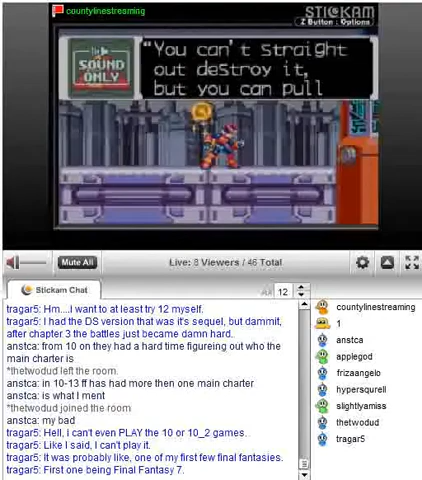 countylinestreaming
STICKAM
Z Button : Options
SOUND
ONLY
"You can't straight
out destroy it,
but you can pull
Mute All
Live: 8 Viewers / 46 Total
Stickam Chat
12
tragar5: Hm....I want to at least try 12 myself.
tragar5: I had the DS version that was it's sequel, but dammit,
after chapter 3 the battles just became damn hard.
anstca: from 10 on they had a hard time figureing out who the
main charter is
*thetwodud left the room.
anstca: in 10-13 ff has had more then one main charter
anstca: is what I ment
*thetwodud joined the room
anstca: my bad
tragar5: Hell, i can't even PLAY the 10 or 10_2 games.
tragar5: Like I said, I can't play it.
tragar5: It was probably like, one of my first few final fantasies.
tragar5: First one being Final Fantasy 7.
countylinestreaming
1
anstca
applegod
frizaangelo
hypersqurell
slightlyamiss
thetwodud
tragar5